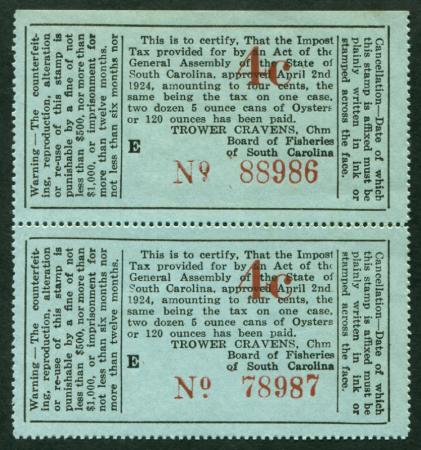 Warning — The counterfeit-
ing, reproduction, alteration
or re-use of this stamp is
punishable by a fine of not
less than $500, nor more than
$1,000, or imprisonment for
not less than six months nor
more than twelve months.
This is to certify, That the Impost
Tax provided for by an Act of the
General Assembly of the State of
South Carolina, approved April 2nd,
1924, amounting to four cents, the
same being the tax on one case,
two dozen 5 ounce cans of Oysters
or 120 ounces has been paid.
4c
TROWER CRAVENS, Chm
Board of Fisheries
of South Carolina
E
No 88986
Cancellation—Date of which
this stamp is affixed must be
plainly written in ink or
stamped across the face.
Warning — The counterfeit-
ing, reproduction, alteration
or re-use of this stamp is
punishable by a fine of not
less than $500, nor more than
$1,000, or imprisonment for
not less than six months nor
more than twelve months.
This is to certify, That the Impost
Tax provided for by an Act of the
General Assembly of the State of
South Carolina, approved April 2nd,
1924, amounting to four cents, the
same being the tax on one case,
two dozen 5 ounce cans of Oysters
or 120 ounces has been paid.
4c
TROWER CRAVENS, Chm
Board of Fisheries
of South Carolina
E
No 78987
Cancellation—Date of which
this stamp is affixed must be
plainly written in ink or
stamped across the face.